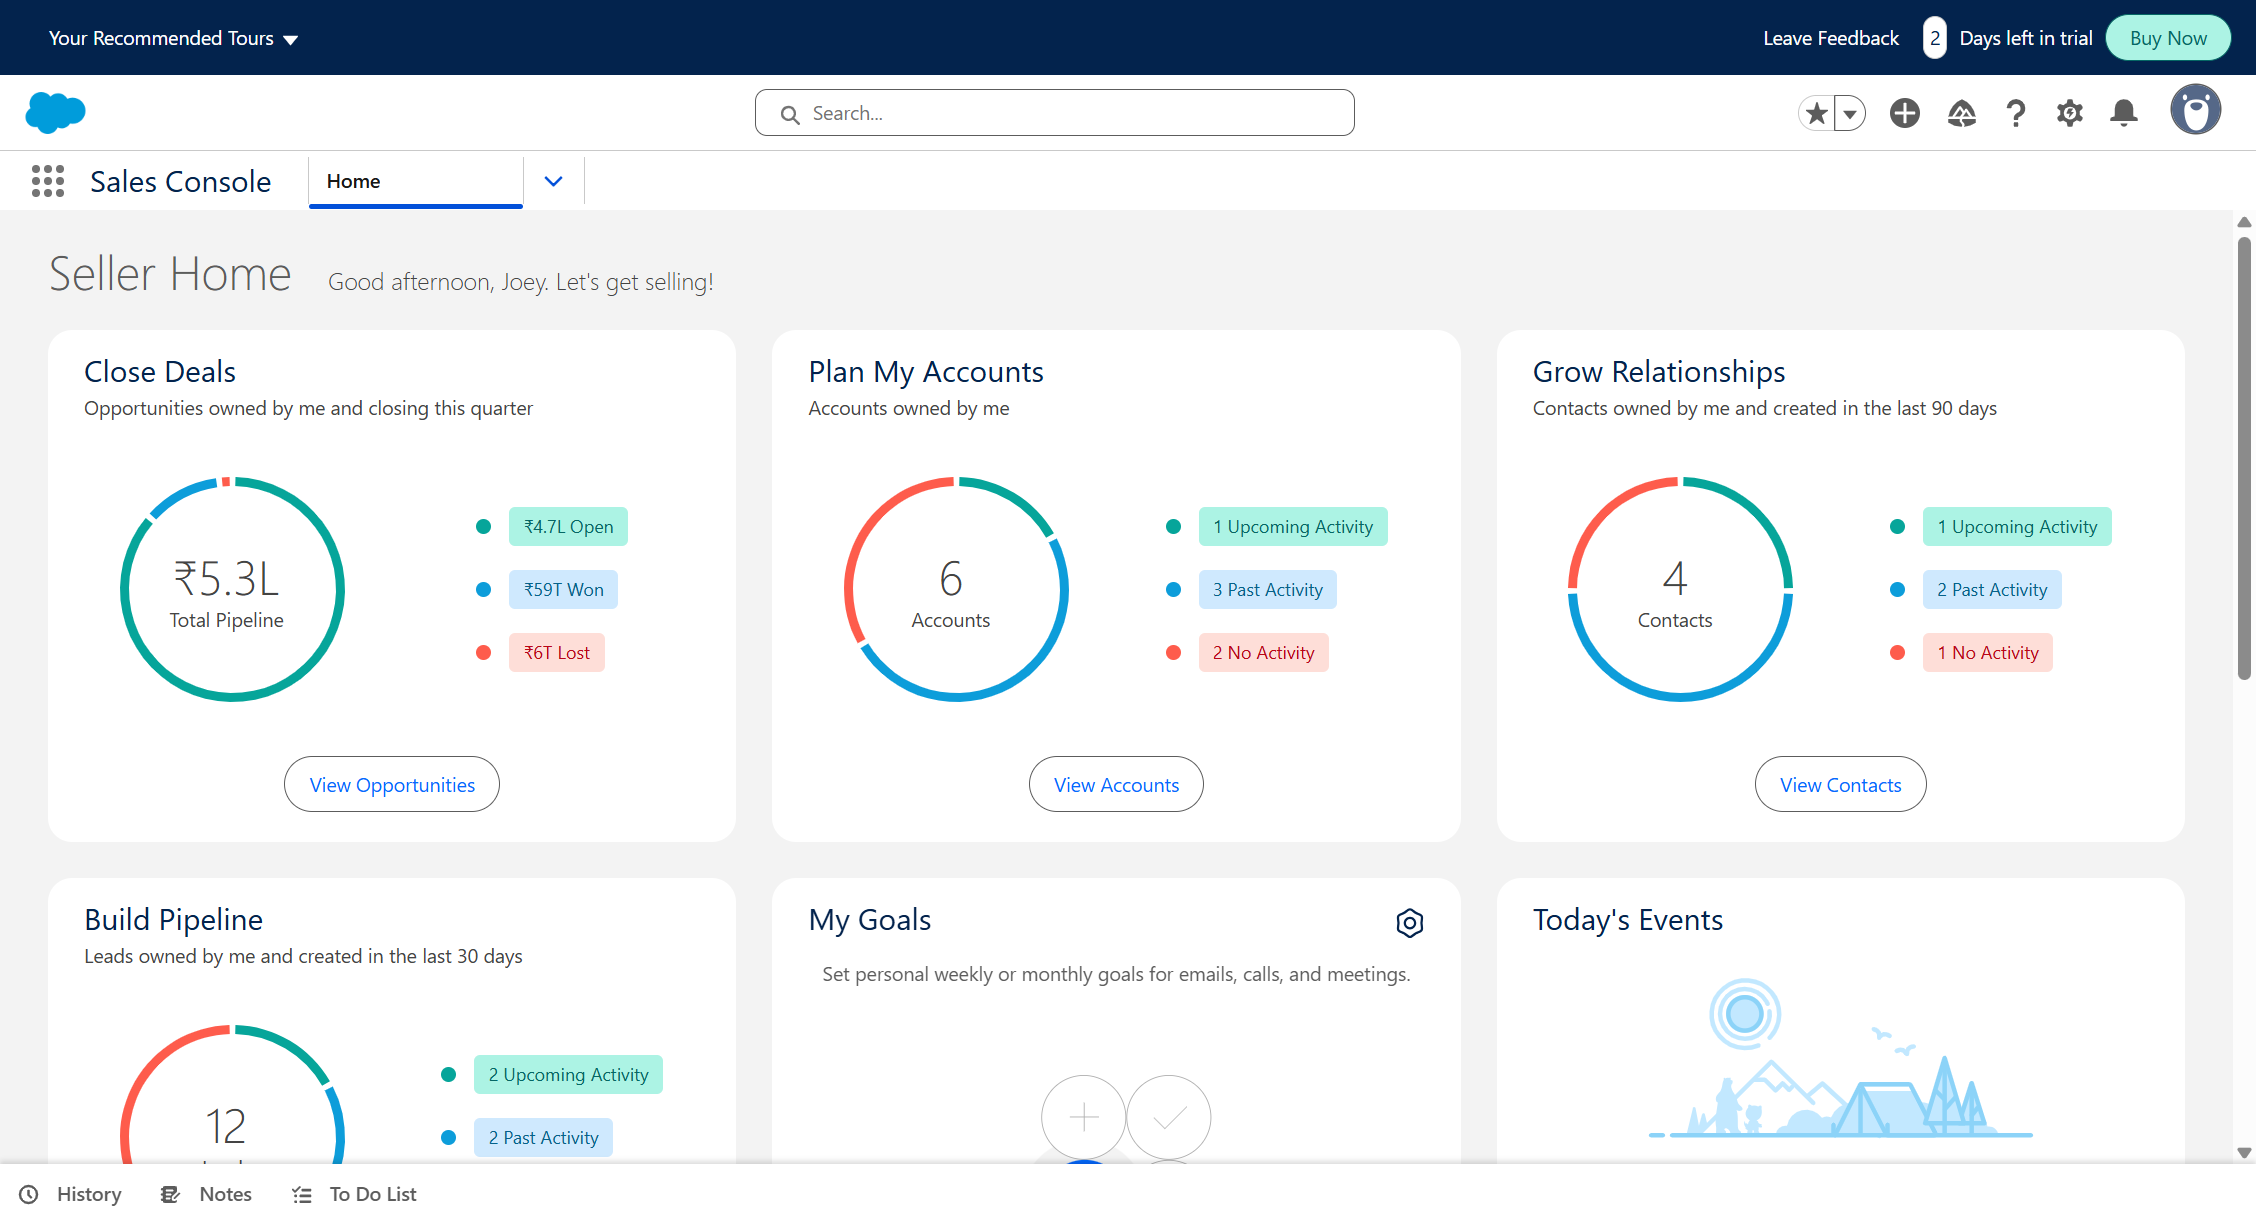 Your Recommended Tours
Leave Feedback 2 Days left in trial Buy Now
Search...
Sales Console Home
Seller Home Good afternoon, Joey. Let's get selling!
Close Deals
Opportunities owned by me and closing this quarter
₹5.3L
Total Pipeline
₹4.7L Open
₹59T Won
₹6T Lost
View Opportunities
Plan My Accounts
Accounts owned by me
6
Accounts
1 Upcoming Activity
3 Past Activity
2 No Activity
View Accounts
Grow Relationships
Contacts owned by me and created in the last 90 days
4
Contacts
1 Upcoming Activity
2 Past Activity
1 No Activity
View Contacts
Build Pipeline
Leads owned by me and created in the last 30 days
12
2 Upcoming Activity
2 Past Activity
My Goals
Set personal weekly or monthly goals for emails, calls, and meetings.
Today's Events
History Notes To Do List